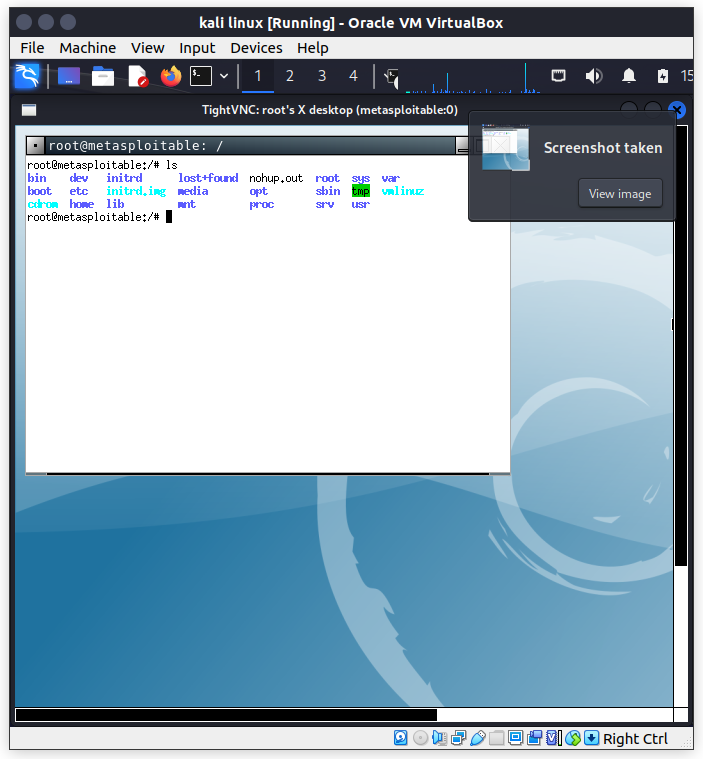 kali linux [Running] - Oracle VM VirtualBox
File Machine View Input Devices Help
1 2 3 4 15
TightVNC: root's X desktop (metasploitable:0)
root@metasploitable: /
Screenshot taken
View image
root@metasploitable:/# ls
bin dev initrd lost+found nohup.out root sys var
boot etc initrd.img media opt sbin tmp vmlinuz
cdrom home lib mnt proc srv usr
root@metasploitable:/#
Right Ctrl